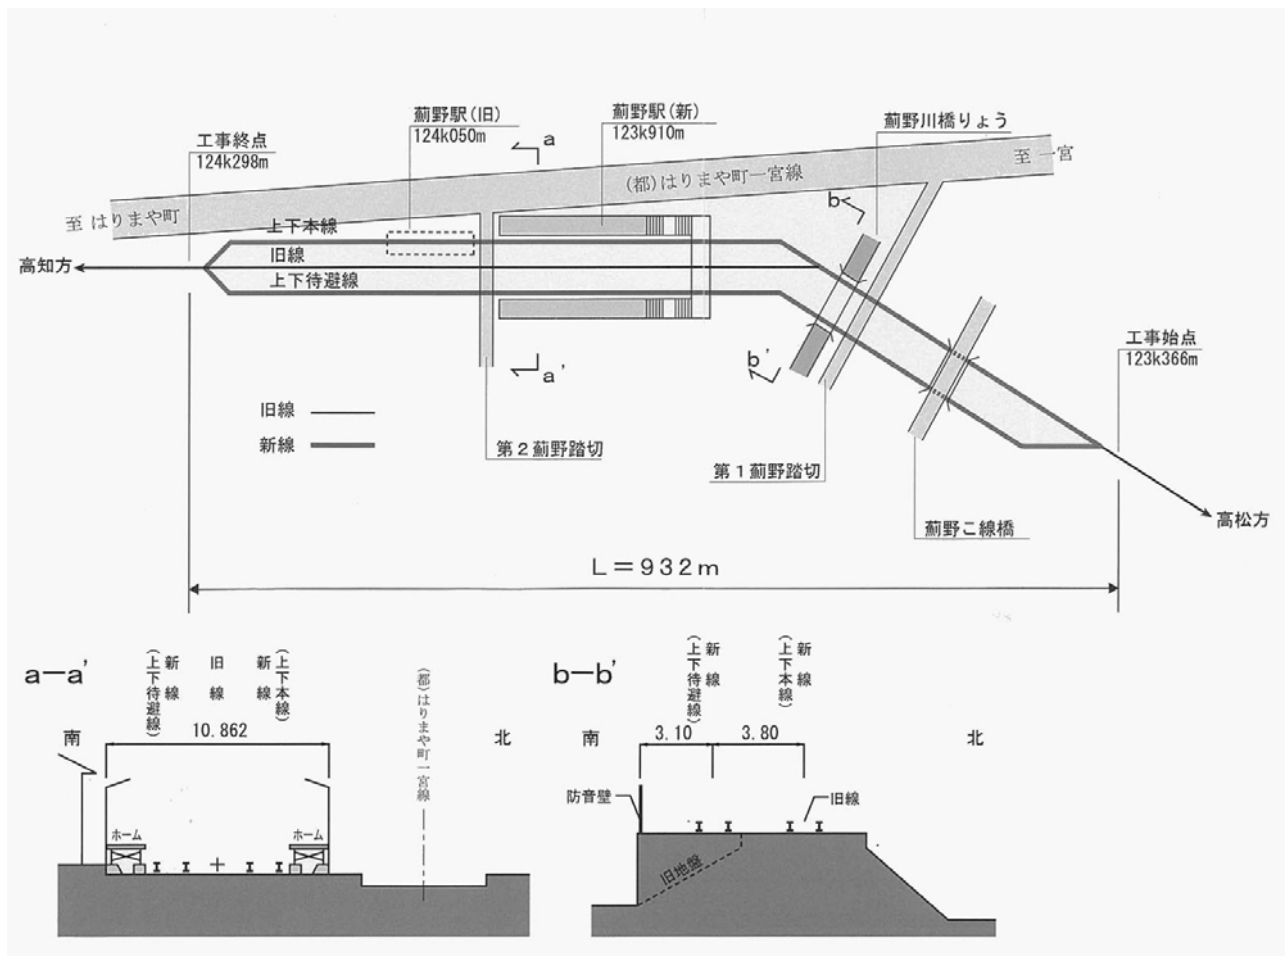 薊野駅(旧)
124k050m
薊野駅(新)
123k910m
薊野川橋りょう
工事終点
124k298m
a
至 一宮
(都)はりまや町一宮線
b
至 はりまや町
上下本線
旧線
高知方
上下待避線
工事始点
123k366m
b'
a'
旧線
新線
第2薊野踏切
第1薊野踏切
高松方
薊野こ線橋
L=932m
a—a'
新線
(上下待避線)
旧線
新線
(上下本線)
(都)はりまや町一宮線
10.862
南
北
ホーム
ホーム
b—b'
新線
(上下待避線)
新線
(上下本線)
南
3.10
3.80
北
防音壁
旧線
旧地盤